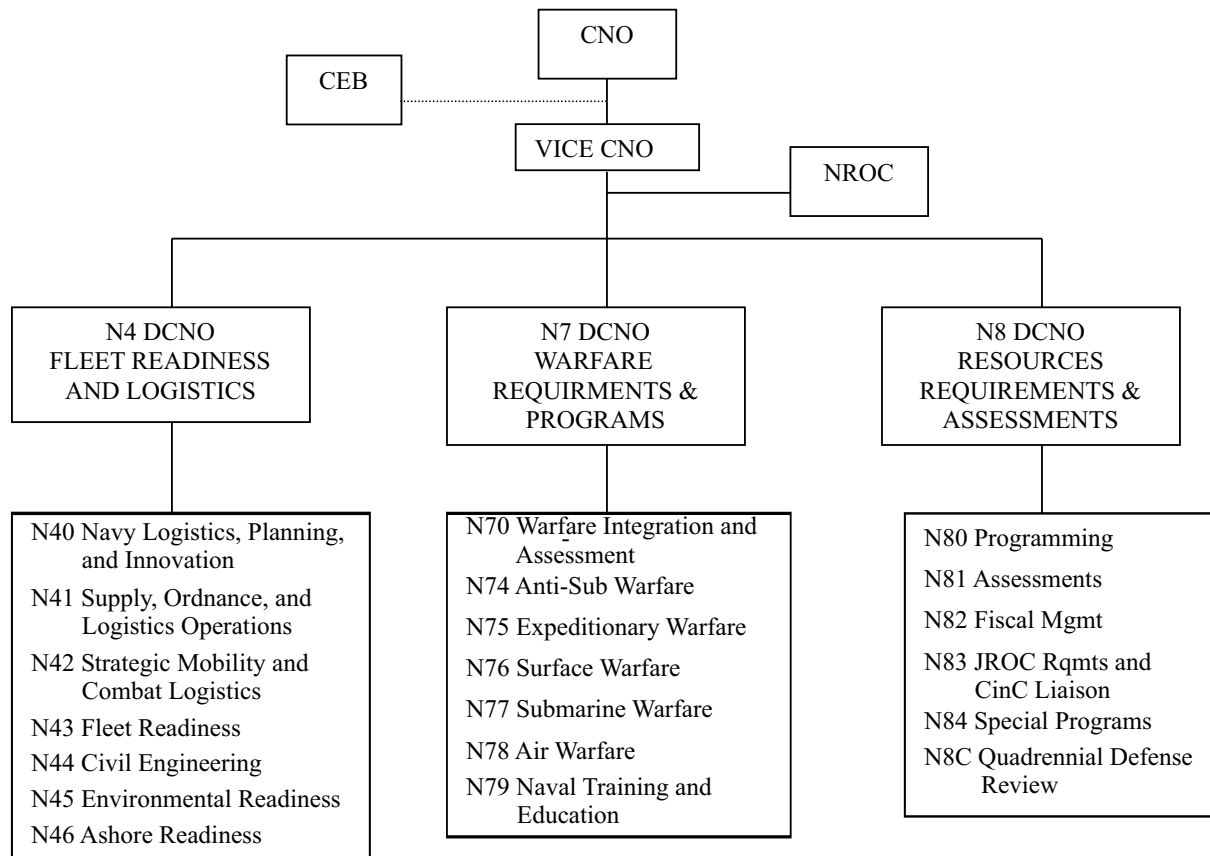 CNO
CEB
VICE CNO
NROC
N4 DCNO
FLEET READINESS
AND LOGISTICS
N7 DCNO
WARFARE
REQUIRMENTS &
PROGRAMS
N8 DCNO
RESOURCES
REQUIREMENTS &
ASSESSMENTS
N40 Navy Logistics, Planning,
and Innovation
N41 Supply, Ordnance, and
Logistics Operations
N42 Strategic Mobility and
Combat Logistics
N43 Fleet Readiness
N44 Civil Engineering
N45 Environmental Readiness
N46 Ashore Readiness
N70 Warfare Integration and
Assessment
N74 Anti-Sub Warfare
N75 Expeditionary Warfare
N76 Surface Warfare
N77 Submarine Warfare
N78 Air Warfare
N79 Naval Training and
Education
N80 Programming
N81 Assessments
N82 Fiscal Mgmt
N83 JROC Rqmts and
CinC Liaison
N84 Special Programs
N8C Quadrennial Defense
Review